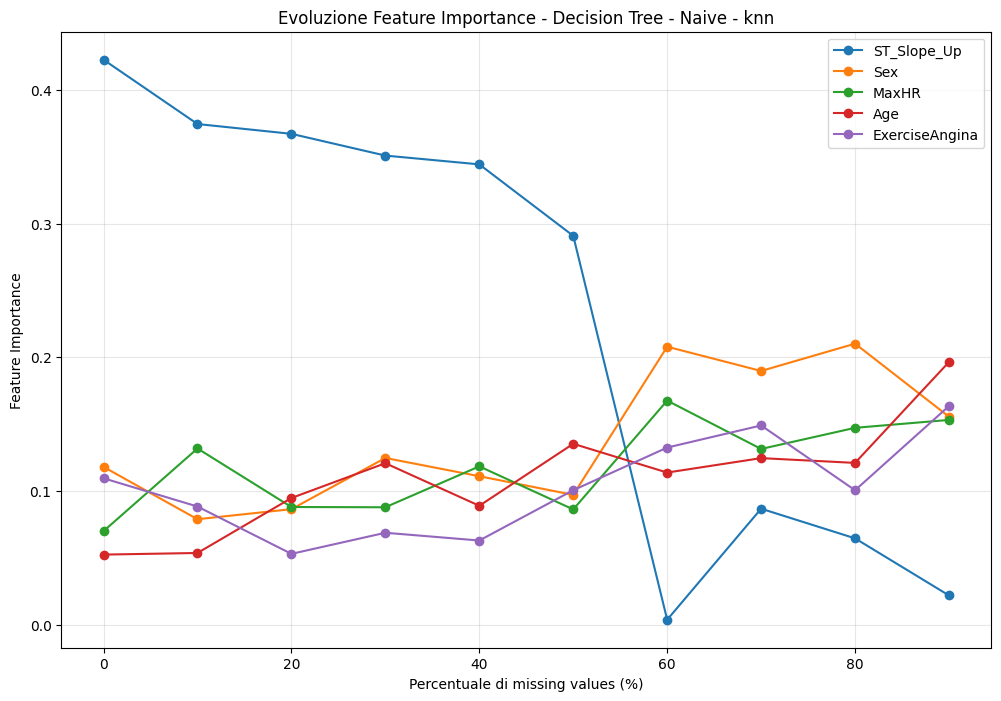 Evoluzione Feature Importance - Decision Tree - Naive - knn
ST_Slope_Up
Sex
MaxHR
Age
ExerciseAngina
Feature Importance
0.4
0.3
0.2
0.1
0.0
0 20 40 60 80
Percentuale di missing values (%)